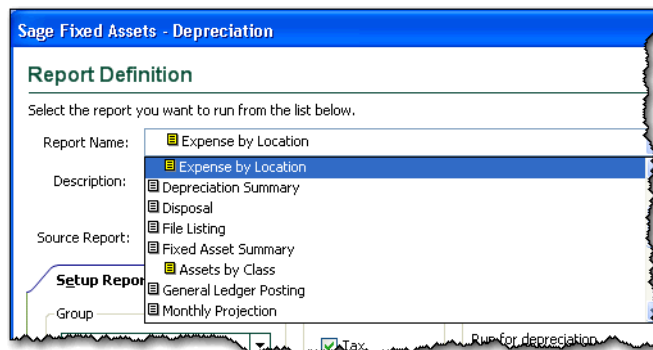 Sage Fixed Assets - Depreciation
Report Definition
Select the report you want to run from the list below.
Report Name: Expense by Location
Expense by Location
Description:
Depreciation Summary
Disposal
File Listing
Source Report:
Fixed Asset Summary
Assets by Class
Setup Repor
General Ledger Posting
Group
Monthly Projection
Tax
Run for depreciation